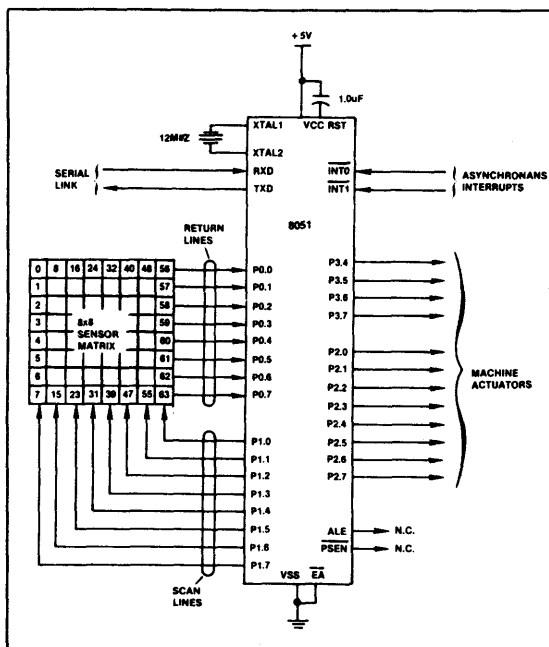 + 5V
1.0uF
XTAL1 VCC RST
12M#Z
XTAL2
SERIAL LINK
RXD
TXD
INT0
INT1
ASYNCHRONANS INTERRUPTS
8051
RETURN LINES
0 8 16 24 32 40 48 56
1 57
2 58
3 59
4 60
5 61
6 62
7 15 23 31 39 47 55 63
8x8
SENSOR
MATRIX
P0.0
P0.1
P0.2
P0.3
P0.4
P0.5
P0.6
P0.7
P3.4
P3.5
P3.6
P3.7
P2.0
P2.1
P2.2
P2.3
P2.4
P2.5
P2.6
P2.7
MACHINE
ACTUATORS
P1.0
P1.1
P1.2
P1.3
P1.4
P1.5
P1.6
P1.7
SCAN
LINES
ALE N.C.
PSEN N.C.
VSS EA